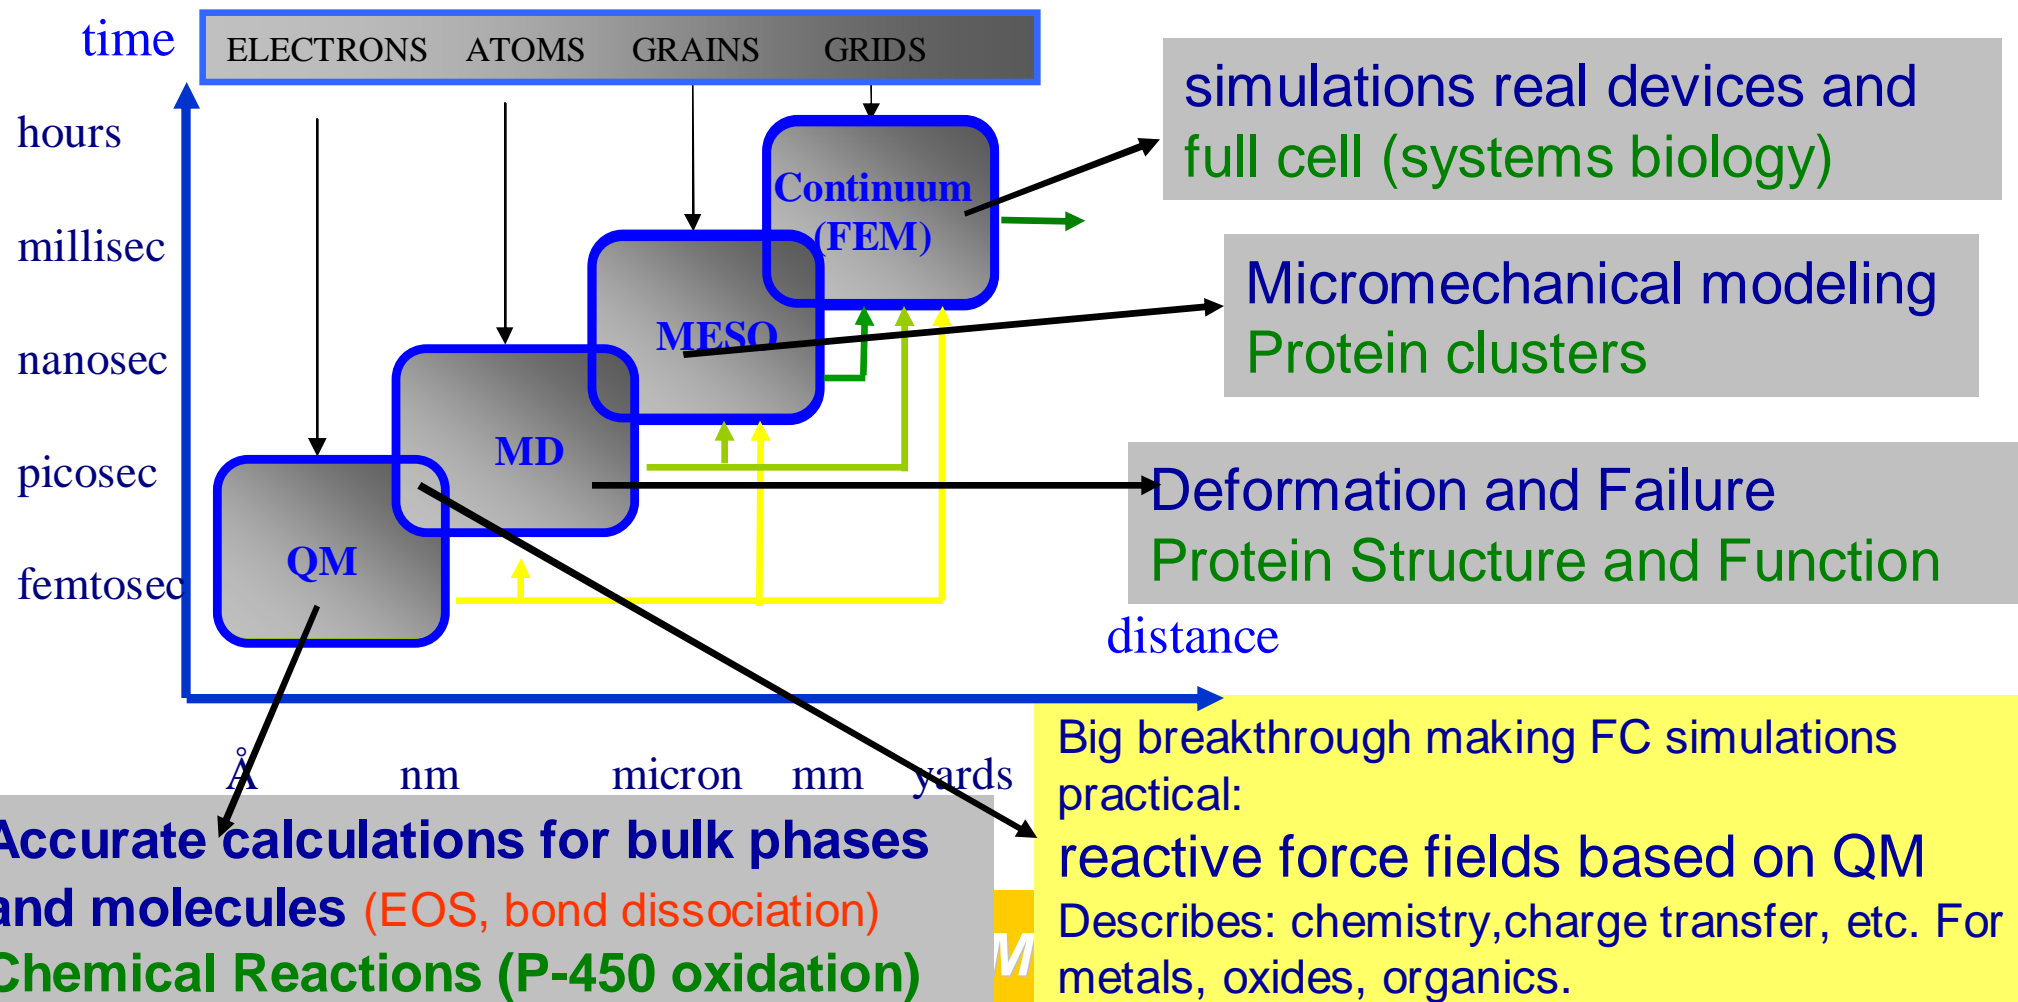 time
ELECTRONS ATOMS GRAINS GRIDS
hours
millisec
nanosec
picosec
femtosec
Continuum
(FEM)
MESO
MD
QM
simulations real devices and
full cell (systems biology)
Micromechanical modeling
Protein clusters
Deformation and Failure
Protein Structure and Function
distance
Å nm micron mm yards
Accurate calculations for bulk phases
and molecules (EOS, bond dissociation)
Chemical Reactions (P-450 oxidation)
M
Big breakthrough making FC simulations
practical:
reactive force fields based on QM
Describes: chemistry,charge transfer, etc. For
metals, oxides, organics.